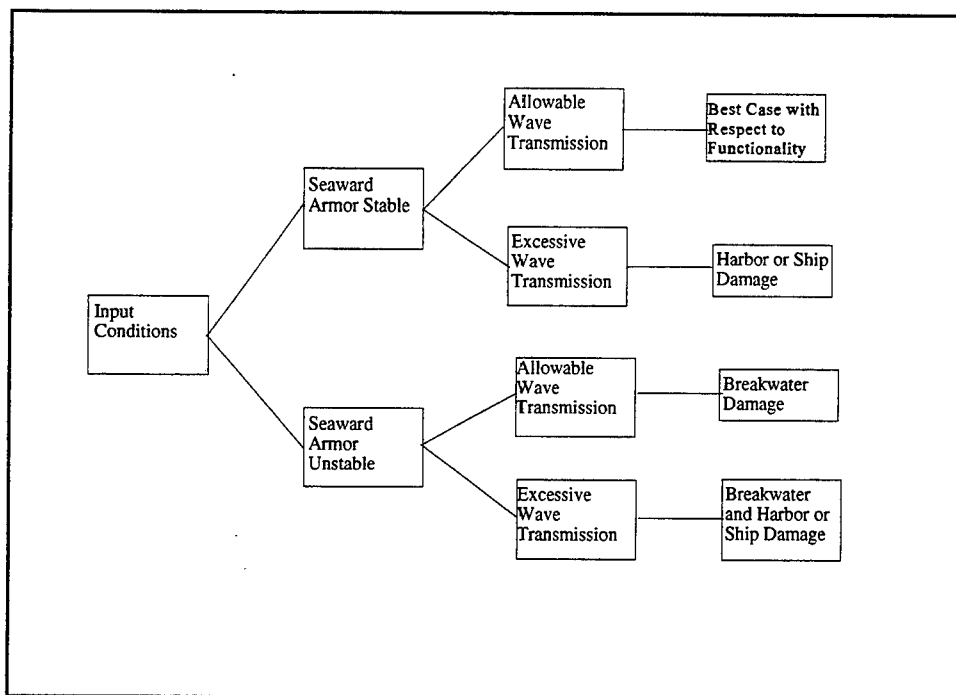 Input
Conditions
Seaward
Armor Stable
Seaward
Armor
Unstable
Allowable
Wave
Transmission
Excessive
Wave
Transmission
Allowable
Wave
Transmission
Excessive
Wave
Transmission
Best Case with
Respect to
Functionality
Harbor or Ship
Damage
Breakwater
Damage
Breakwater
and Harbor or
Ship Damage